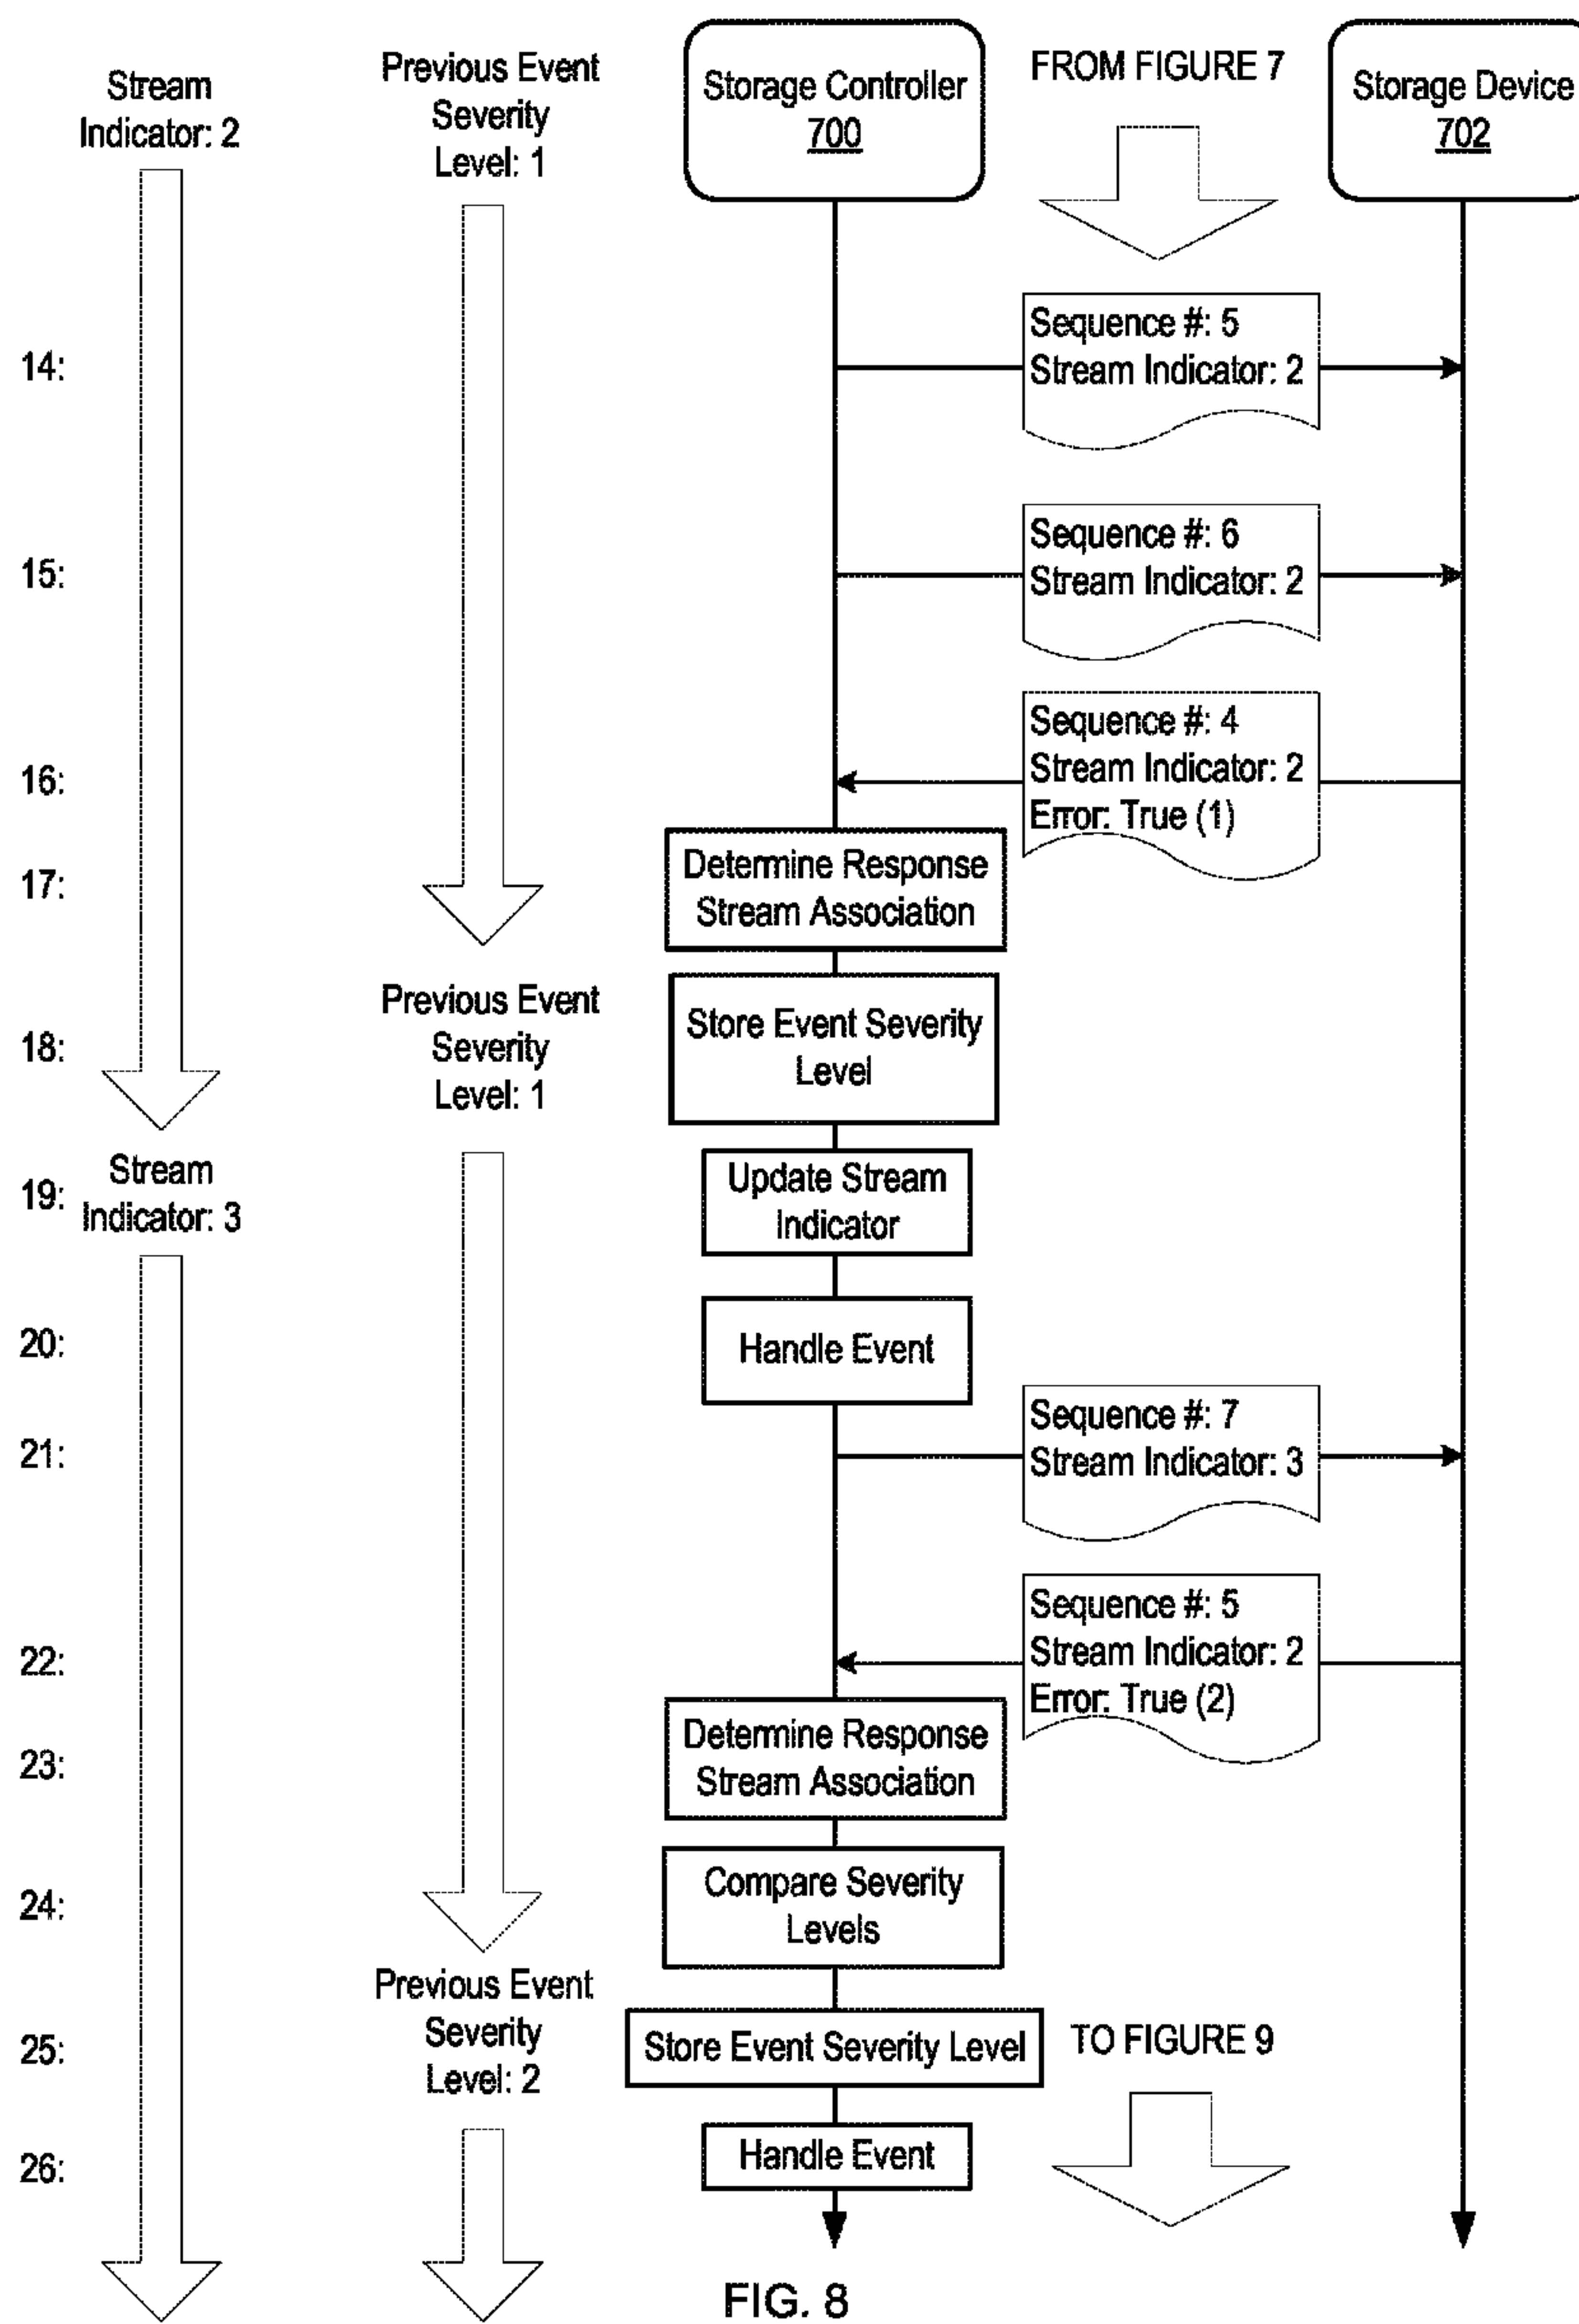 Stream
Indicator: 2
Previous Event
Severity
Level: 1
Storage Controller
700
FROM FIGURE 7
Storage Device
702
14:
Sequence #: 5
Stream Indicator: 2
15:
Sequence #: 6
Stream Indicator: 2
16:
Sequence #: 4
Stream Indicator: 2
Error: True (1)
17:
Determine Response
Stream Association
18:
Previous Event
Severity
Level: 1
Store Event Severity
Level
19:
Stream
Indicator: 3
Update Stream
Indicator
20:
Handle Event
21:
Sequence #: 7
Stream Indicator: 3
22:
Sequence #: 5
Stream Indicator: 2
Error: True (2)
23:
Determine Response
Stream Association
24:
Compare Severity
Levels
25:
Previous Event
Severity
Level: 2
Store Event Severity Level
TO FIGURE 9
26:
Handle Event
FIG. 8